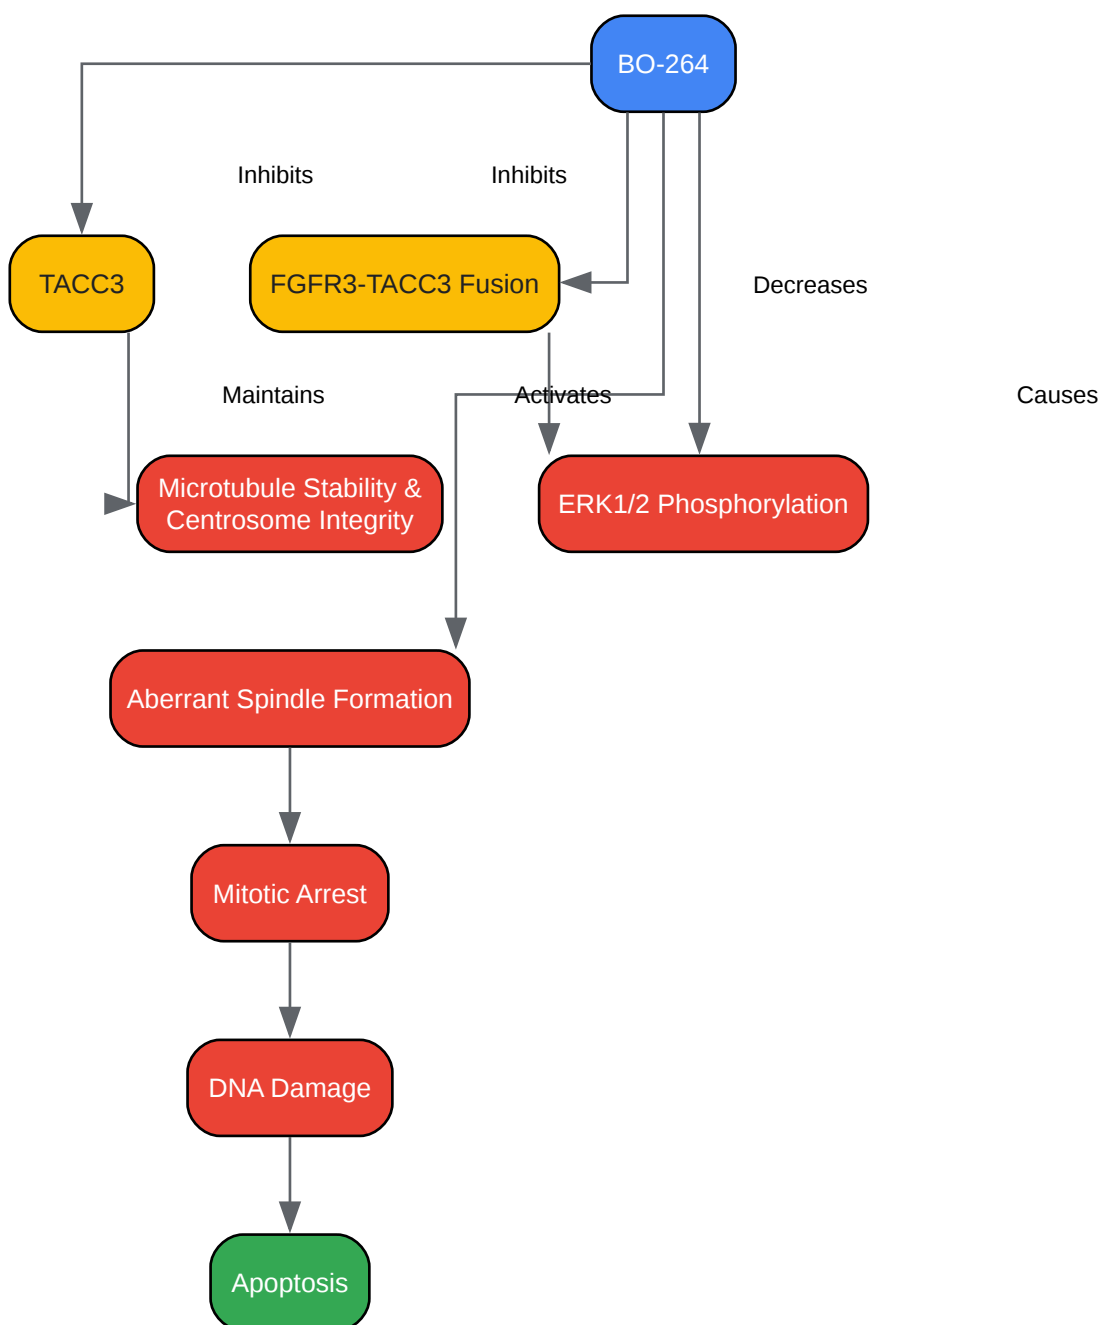 BO-264
Inhibits
Inhibits
TACC3
FGFR3-TACC3 Fusion
Decreases
Maintains
Activates
Causes
Microtubule Stability &
Centrosome Integrity
ERK1/2 Phosphorylation
Aberrant Spindle Formation
Mitotic Arrest
DNA Damage
Apoptosis